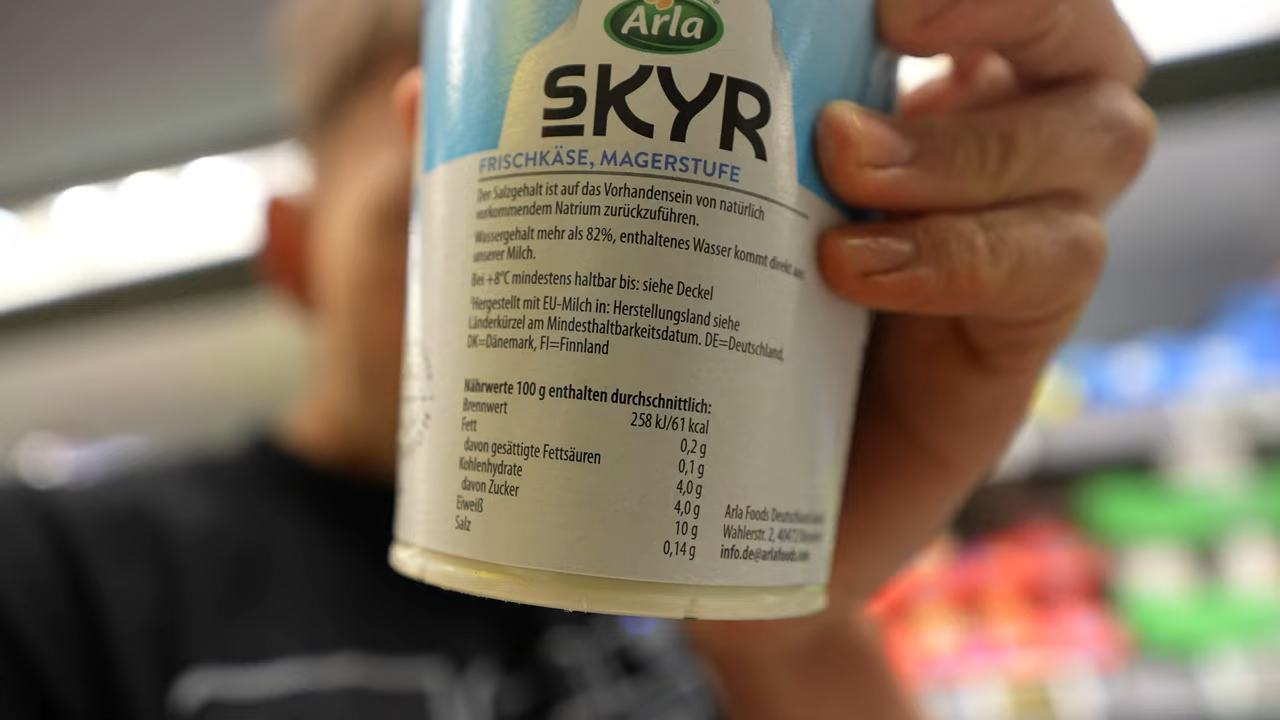 Arla
SKYR
FRISCHKÄSE, MAGERSTUFE
Der Salzgehalt ist auf das Vorhandensein von natürlich
vorkommendem Natrium zurückzuführen.
Wassergehalt mehr als 82%, enthaltenes Wasser kommt direkt aus
unserer Milch.
Bei +8°C mindestens haltbar bis: siehe Deckel
Hergestellt mit EU-Milch in: Herstellungsland siehe
Länderkürzel am Mindesthaltbarkeitsdatum. DE=Deutschland,
DK=Dänemark, FI=Finnland
Nährwerte 100 g enthalten durchschnittlich:
Brennwert 258 kJ/61 kcal
Fett 0,2 g
davon gesättigte Fettsäuren 0,1 g
Kohlenhydrate 4,0 g
davon Zucker 4,0 g
Eiweiß 10 g
Salz 0,14 g
Arla Foods
Wahlerstr. 2,
info.de@arlafoods.com